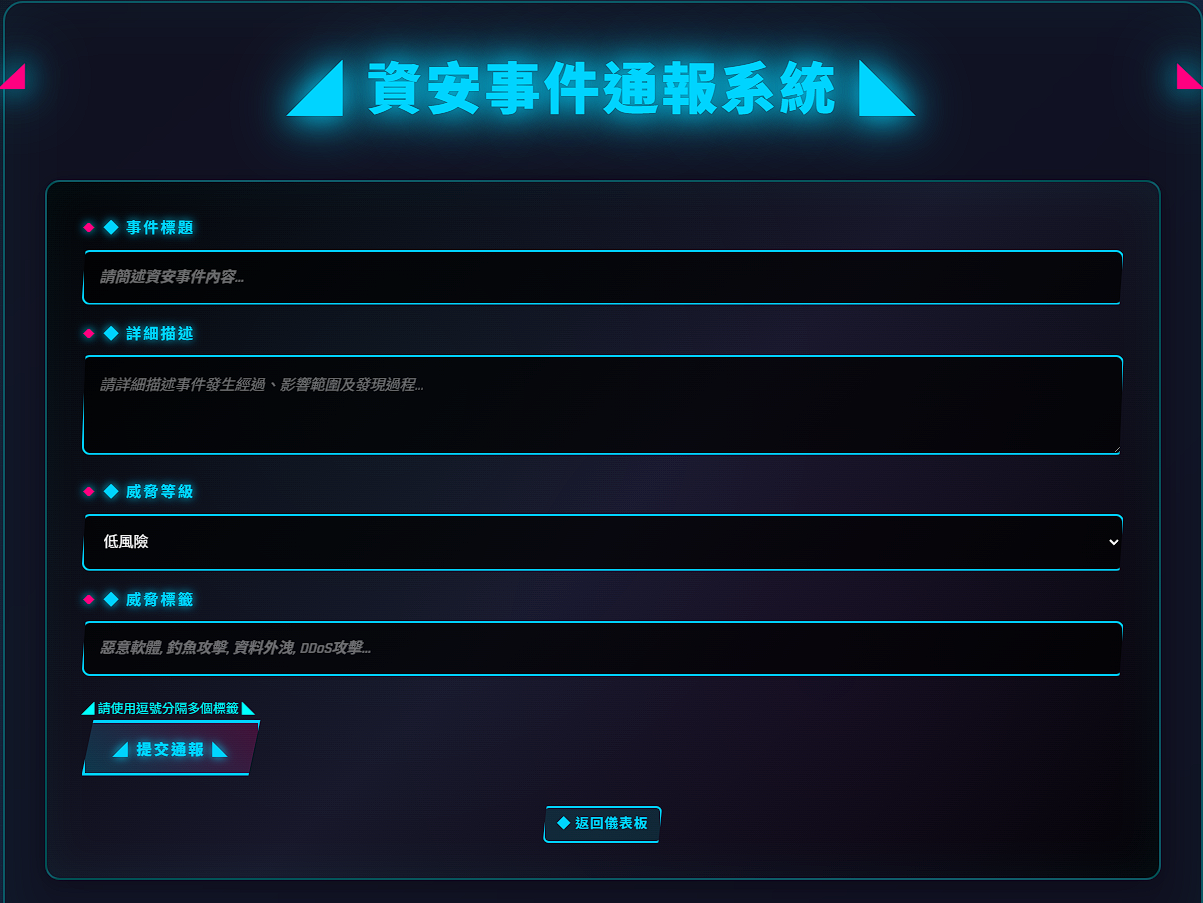 ◢ 資安事件通報系統 ◣
◆ 事件標題
請簡述資安事件內容...
◆ 詳細描述
請詳細描述事件發生經過、影響範圍及發現過程...
◆ 威脅等級
低風險
◆ 威脅標籤
惡意軟體, 釣魚攻擊, 資料外洩, DDoS攻擊...
◢ 請使用逗號分隔多個標籤 ◣
◢ 提交通報 ◣
◆ 返回儀表板